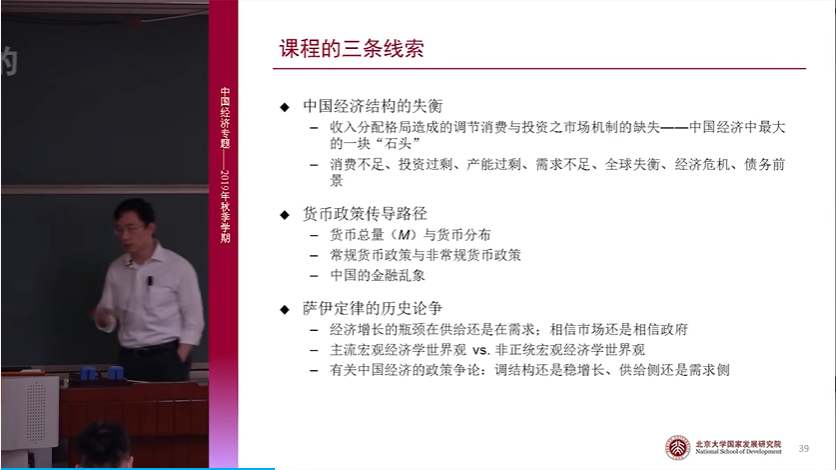 的
中国经济专题——2019年秋季学期
课程的三条线索
◆ 中国经济结构的失衡
– 收入分配格局造成的调节消费与投资之市场机制的缺失——中国经济中最大
的一块“石头”
– 消费不足、投资过剩、产能过剩、需求不足、全球失衡、经济危机、债务前
景
◆ 货币政策传导路径
– 货币总量（M）与货币分布
– 常规货币政策与非常规货币政策
– 中国的金融乱象
◆ 萨伊定律的历史论争
– 经济增长的瓶颈在供给还是在需求；相信市场还是相信政府
– 主流宏观经济学世界观 vs. 非正统宏观经济学世界观
– 有关中国经济的政策争论：调结构还是稳增长、供给侧还是需求侧
北京大学国家发展研究院
National School of Development
39